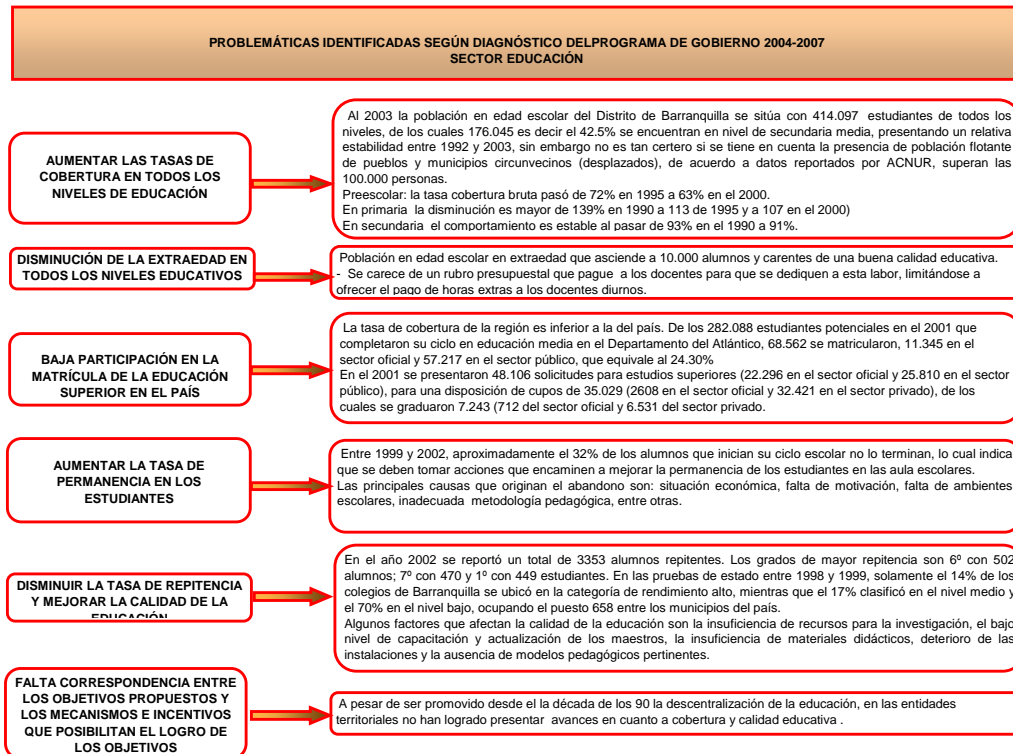 PROBLEMÁTICAS IDENTIFICADAS SEGÚN DIAGNÓSTICO DELPROGRAMA DE GOBIERNO 2004-2007
SECTOR EDUCACIÓN
AUMENTAR LAS TASAS DE
COBERTURA EN TODOS LOS
NIVELES DE EDUCACIÓN
Al 2003 la población en edad escolar del Distrito de Barranquilla se sitúa con 414.097 estudiantes de todos los
niveles, de los cuales 176.045 es decir el 42.5% se encuentran en nivel de secundaria media, presentando un relativa
estabilidad entre 1992 y 2003, sin embargo no es tan certero si se tiene en cuenta la presencia de población flotante
de pueblos y municipios circunvecinos (desplazados), de acuerdo a datos reportados por ACNUR, superan las
100.000 personas.
Preescolar: la tasa cobertura bruta pasó de 72% en 1995 a 63% en el 2000.
En primaria la disminución es mayor de 139% en 1990 a 113 de 1995 y a 107 en el 2000)
En secundaria el comportamiento es estable al pasar de 93% en el 1990 a 91%.
DISMINUCIÓN DE LA EXTRAEDAD EN
TODOS LOS NIVELES EDUCATIVOS
Población en edad escolar en extraedad que asciende a 10.000 alumnos y carentes de una buena calidad educativa.
- Se carece de un rubro presupuestal que pague a los docentes para que se dediquen a esta labor, limitándose a
ofrecer el pago de horas extras a los docentes diurnos.
BAJA PARTICIPACIÓN EN LA
MATRÍCULA DE LA EDUCACIÓN
SUPERIOR EN EL PAÍS
La tasa de cobertura de la región es inferior a la del país. De los 282.088 estudiantes potenciales en el 2001 que
completaron su ciclo en educación media en el Departamento del Atlántico, 68.562 se matricularon, 11.345 en el
sector oficial y 57.217 en el sector público, que equivale al 24.30%
En el 2001 se presentaron 48.106 solicitudes para estudios superiores (22.296 en el sector oficial y 25.810 en el sector
público), para una disposición de cupos de 35.029 (2608 en el sector oficial y 32.421 en el sector privado), de los
cuales se graduaron 7.243 (712 del sector oficial y 6.531 del sector privado.
AUMENTAR LA TASA DE
PERMANENCIA EN LOS
ESTUDIANTES
Entre 1999 y 2002, aproximadamente el 32% de los alumnos que inician su ciclo escolar no lo terminan, lo cual indica
que se deben tomar acciones que encaminen a mejorar la permanencia de los estudiantes en las aula escolares.
Las principales causas que originan el abandono son: situación económica, falta de motivación, falta de ambientes
escolares, inadecuada metodología pedagógica, entre otras.
DISMINUIR LA TASA DE REPITENCIA
Y MEJORAR LA CALIDAD DE LA
EDUCACIÓN
En el año 2002 se reportó un total de 3353 alumnos repitentes. Los grados de mayor repitencia son 6º con 502
alumnos; 7º con 470 y 1º con 449 estudiantes. En las pruebas de estado entre 1998 y 1999, solamente el 14% de los
colegios de Barranquilla se ubicó en la categoría de rendimiento alto, mientras que el 17% clasificó en el nivel medio y
el 70% en el nivel bajo, ocupando el puesto 658 entre los municipios del país.
Algunos factores que afectan la calidad de la educación son la insuficiencia de recursos para la investigación, el bajo
nivel de capacitación y actualización de los maestros, la insuficiencia de materiales didácticos, deterioro de las
instalaciones y la ausencia de modelos pedagógicos pertinentes.
FALTA CORRESPONDENCIA ENTRE
LOS OBJETIVOS PROPUESTOS Y
LOS MECANISMOS E INCENTIVOS
QUE POSIBILITAN EL LOGRO DE
LOS OBJETIVOS
A pesar de ser promovido desde el la década de los 90 la descentralización de la educación, en las entidades
territoriales no han logrado presentar avances en cuanto a cobertura y calidad educativa .